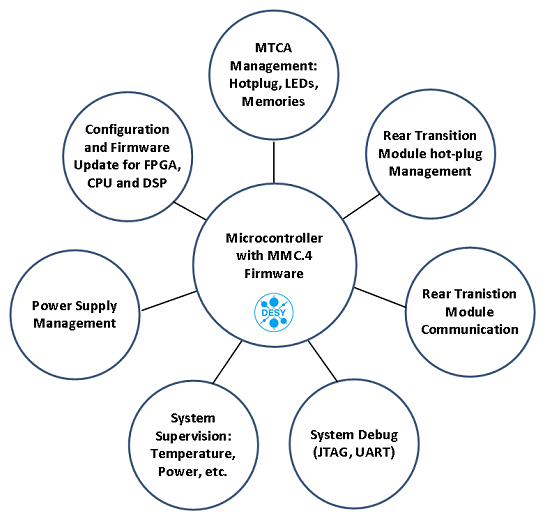 MTCA
Management:
Hotplug, LEDs,
Memories
Rear Transition
Module hot-plug
Management
Rear Tranistion
Module
Communication
System Debug
(JTAG, UART)
System
Supervision:
Temperature,
Power, etc.
Power Supply
Management
Configuration
and Firmware
Update for FPGA,
CPU and DSP
Microcontroller
with MMC.4
Firmware
DESY